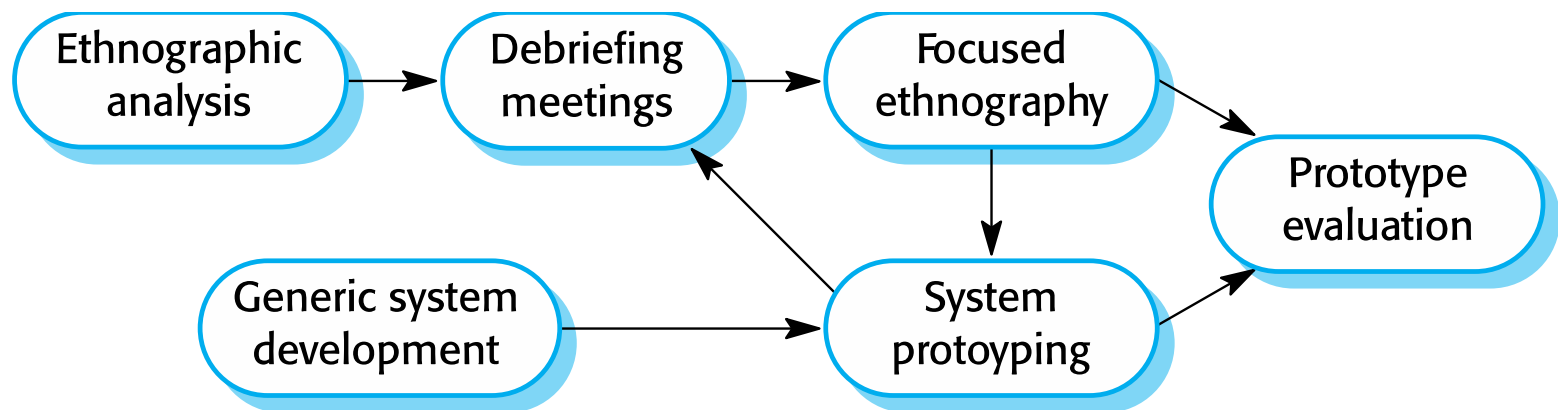 Ethnographic
analysis
Debriefing
meetings
Focused
ethnography
Prototype
evaluation
Generic system
development
System
protoyping